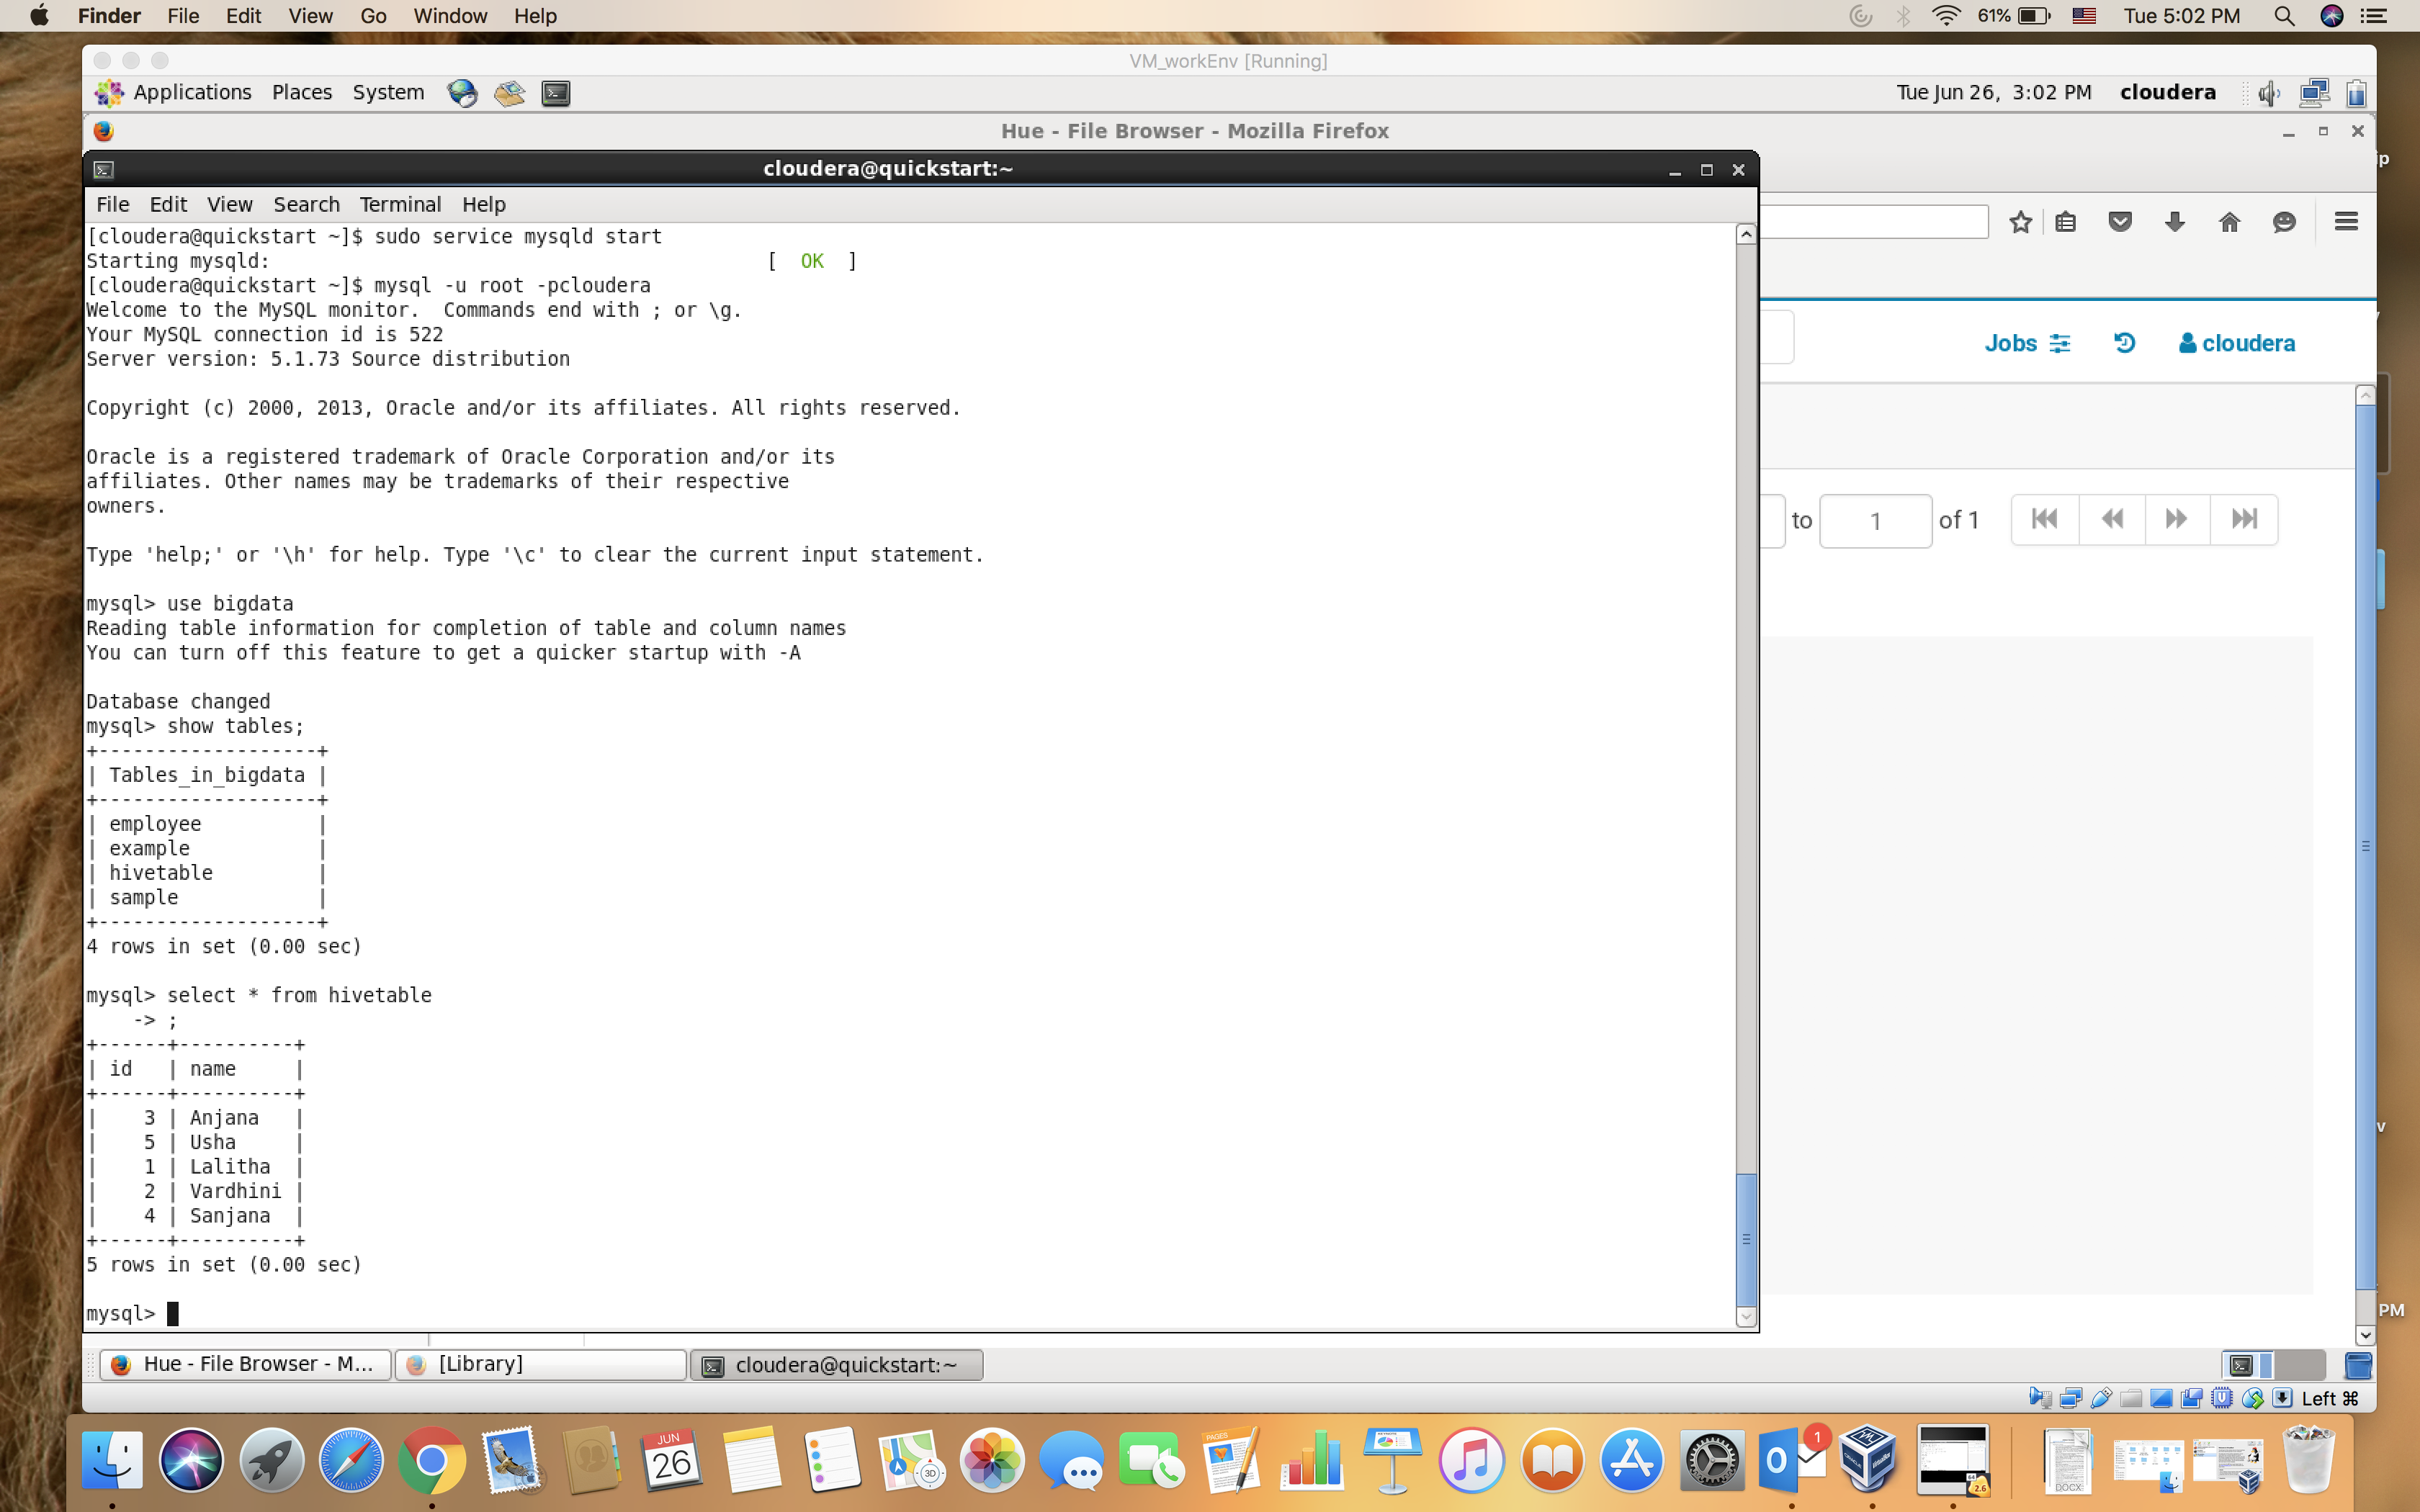 Finder File Edit View Go Window Help
61% Tue 5:02 PM
VM_workEnv [Running]
Applications Places System
Tue Jun 26, 3:02 PM cloudera
Hue - File Browser - Mozilla Firefox
cloudera@quickstart:~
File Edit View Search Terminal Help
[cloudera@quickstart ~]$ sudo service mysqld start
Starting mysqld: [ OK ]
[cloudera@quickstart ~]$ mysql -u root -pcloudera
Welcome to the MySQL monitor.  Commands end with ; or \g.
Your MySQL connection id is 522
Server version: 5.1.73 Source distribution
Copyright (c) 2000, 2013, Oracle and/or its affiliates. All rights reserved.
Oracle is a registered trademark of Oracle Corporation and/or its
affiliates. Other names may be trademarks of their respective
owners.
Type 'help;' or '\h' for help. Type '\c' to clear the current input statement.
mysql> use bigdata
Reading table information for completion of table and column names
You can turn off this feature to get a quicker startup with -A
Database changed
mysql> show tables;
+-------------------+
| Tables_in_bigdata |
+-------------------+
| employee          |
| example           |
| hivetable         |
| sample            |
+-------------------+
4 rows in set (0.00 sec)
mysql> select * from hivetable
    -> ;
+------+----------+
| id   | name     |
+------+----------+
|    3 | Anjana   |
|    5 | Usha     |
|    1 | Lalitha  |
|    2 | Vardhini |
|    4 | Sanjana  |
+------+----------+
5 rows in set (0.00 sec)
mysql>
Jobs cloudera
to 1 of 1
ip
v
PM
Hue - File Browser - M... [Library] cloudera@quickstart:~
Left ⌘
JUN
26
3D
PAGES
1
2.6
DOCX